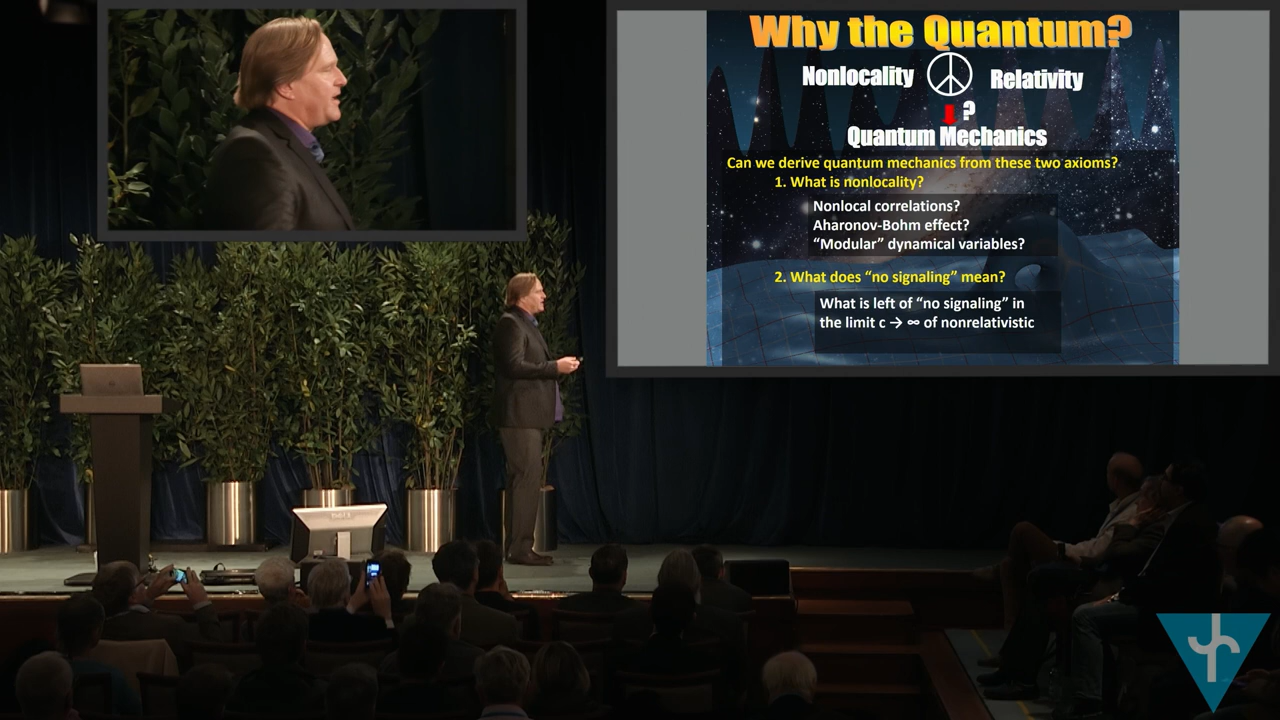 Why the Quantum?
Nonlocality Relativity
?
Quantum Mechanics
Can we derive quantum mechanics from these two axioms?
1. What is nonlocality?
Nonlocal correlations?
Aharonov-Bohm effect?
“Modular” dynamical variables?
2. What does “no signaling” mean?
What is left of “no signaling” in
the limit c → ∞ of nonrelativistic